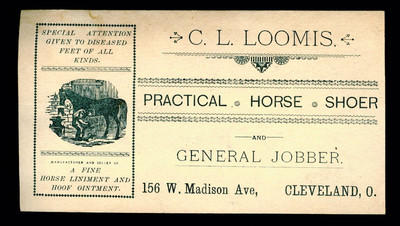 SPECIAL ATTENTION
GIVEN TO DISEASED
FEET OF ALL
KINDS.
MANUFACTURER AND SELLER OF
A FINE
HORSE LINIMENT AND
HOOF OINTMENT.
C. L. LOOMIS.
PRACTICAL HORSE SHOER
AND
GENERAL JOBBER.
156 W. Madison Ave, CLEVELAND, O.